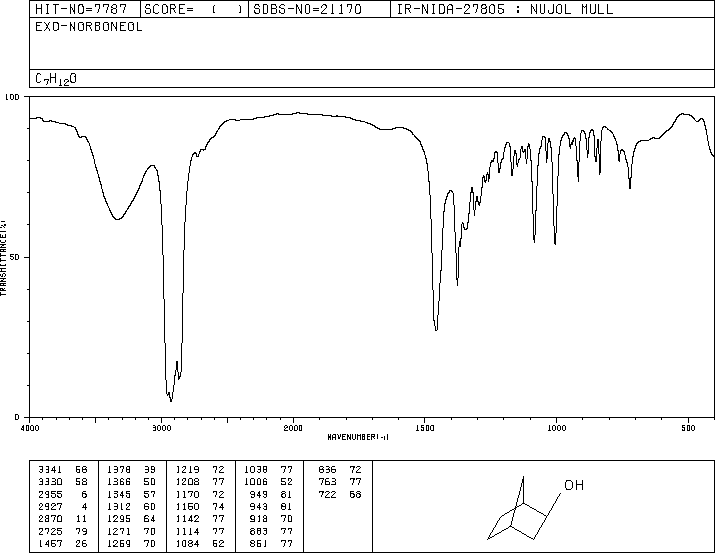 HIT-NO=7787 SCORE= ( ) SDBS-NO=21170 IR-NIDA-27805 : NUJOL MULL
EXO-NORBONEOL
C7H12O
100
50
0
TRANSMITTANCE(%)
4000 3000 2000 1500 1000 500
WAVENUMBER(-1)
3341 66 1378 39 1219 72 1038 77 836 72
3330 58 1366 50 1208 77 1006 52 763 77
2955 6 1345 57 1170 72 949 81 722 68
2927 4 1312 60 1150 74 943 81
2870 11 1295 64 1142 77 918 70
2725 79 1271 70 1114 77 883 77
1457 26 1259 70 1084 52 851 77
OH